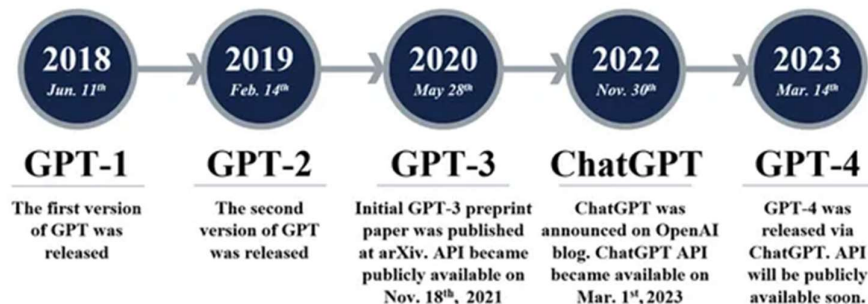 2018
Jun. 11th
2019
Feb. 14th
2020
May 28th
2022
Nov. 30th
2023
Mar. 14th
GPT-1
The first version
of GPT was
released
GPT-2
The second
version of GPT
was released
GPT-3
Initial GPT-3 preprint
paper was published
at arXiv. API became
publicly available on
Nov. 18th, 2021
ChatGPT
ChatGPT was
announced on OpenAI
blog. ChatGPT API
became available on
Mar. 1st,2023
GPT-4
GPT-4 was
released via
ChatGPT. API
will be publicly
available soon.